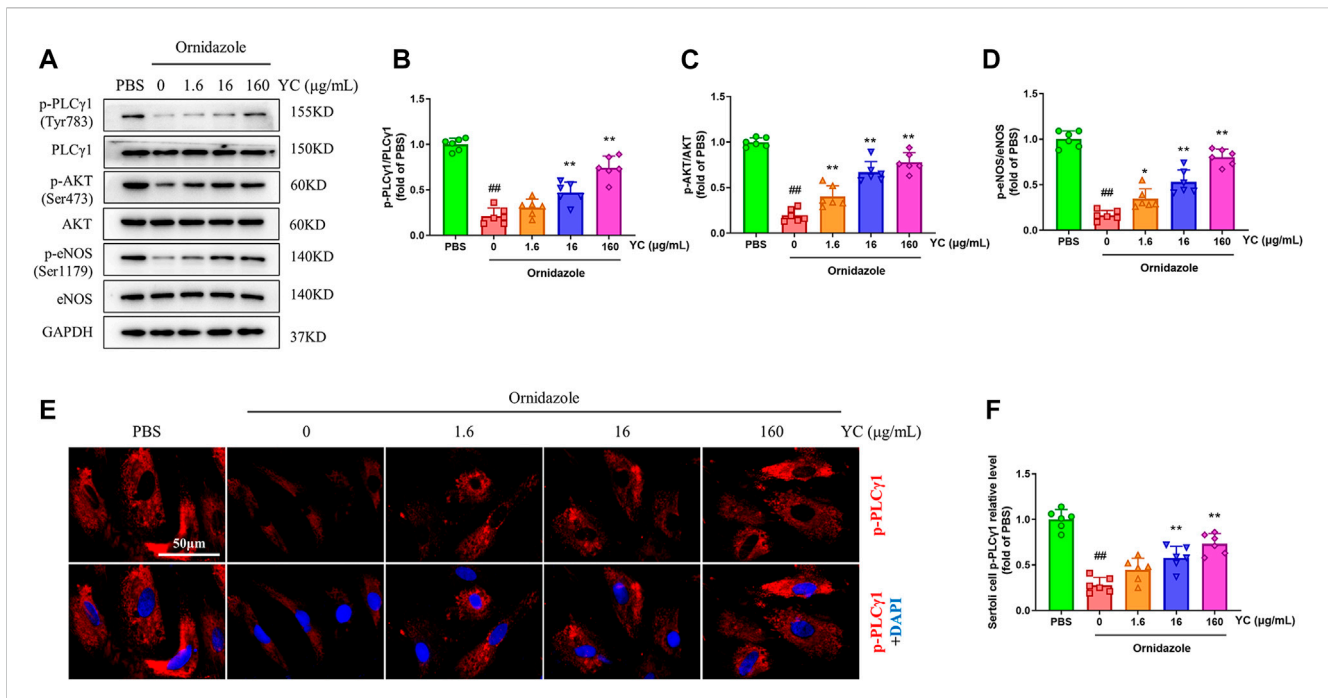 A
Ornidazole
PBS 0 1.6 16 160 YC (μg/mL)
p-PLCγ1
(Tyr783)
155KD
PLCγ1
150KD
p-AKT
(Ser473)
60KD
AKT
60KD
p-eNOS
(Ser1179)
140KD
eNOS
140KD
GAPDH
37KD
B
p-PLCγ1/PLCγ1
(fold of PBS)
1.5
1.0
0.5
0.0
##
**
**
PBS 0 1.6 16 160 YC (μg/mL)
Ornidazole
C
p-AKT/AKT
(fold of PBS)
1.5
1.0
0.5
0.0
##
**
**
**
PBS 0 1.6 16 160 YC (μg/mL)
Ornidazole
D
p-eNOS/eNOS
(fold of PBS)
1.5
1.0
0.5
0.0
##
*
**
**
PBS 0 1.6 16 160 YC (μg/mL)
Ornidazole
E
Ornidazole
PBS 0 1.6 16 160 YC (μg/mL)
50μm
p-PLCγ1
p-PLCγ1
+DAPI
F
Sertoli cell p-PLCγ1 relative level
(fold of PBS)
1.5
1.0
0.5
0.0
##
**
**
PBS 0 1.6 16 160 YC (μg/mL)
Ornidazole